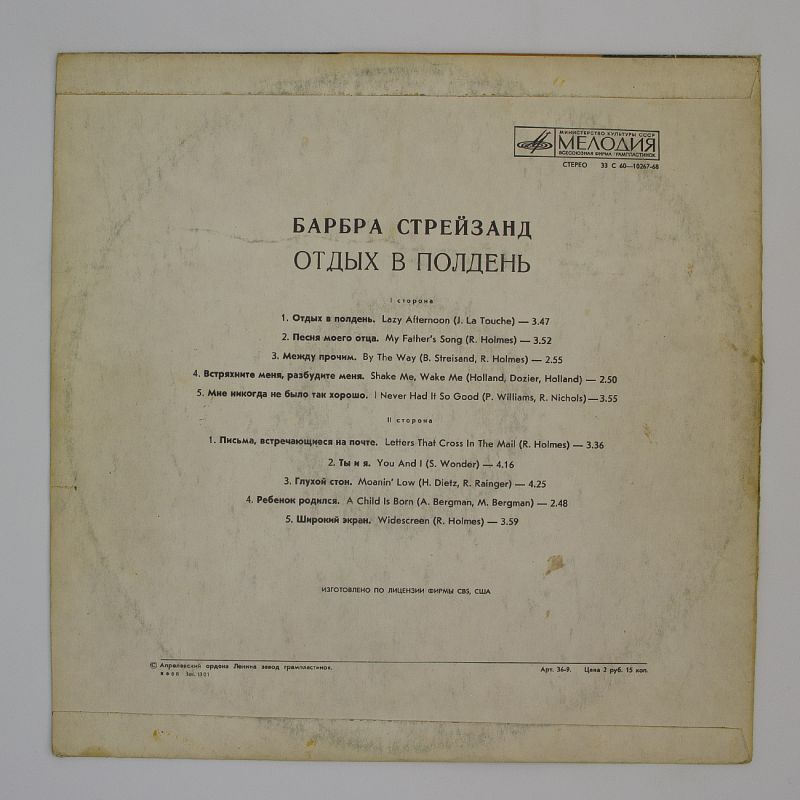 МИНИСТЕРСТВО КУЛЬТУРЫ СССР
МЕЛОДИЯ
ВСЕСОЮЗНАЯ ФИРМА ГРАМПЛАСТИНОК
СТЕРЕО 33 С 60—10267-68
БАРБРА СТРЕЙЗАНД
ОТДЫХ В ПОЛДЕНЬ
I сторона
1. Отдых в полдень. Lazy Afternoon (J. La Touche) — 3.47
2. Песня моего отца. My Father's Song (R. Holmes) — 3.52
3. Между прочим. By The Way (B. Streisand, R. Holmes) — 2.55
4. Встряхните меня, разбудите меня. Shake Me, Wake Me (Holland, Dozier, Holland) — 2.50
5. Мне никогда не было так хорошо. I Never Had It So Good (P. Williams, R. Nichols)—3.55
II сторона
1. Письма, встречающиеся на почте. Letters That Cross In The Mail (R. Holmes) — 3.36
2. Ты и я. You And I (S. Wonder) — 4.16
3. Глухой стон. Moanin' Low (H. Dietz, R. Rainger) — 4.25
4. Ребенок родился. A Child Is Born (A. Bergman, M. Bergman) — 2.48
5. Широкий экран. Widescreen (R. Holmes) — 3.59
ИЗГОТОВЛЕНО ПО ЛИЦЕНЗИИ ФИРМЫ CBS, США
© Апрелевский ордена Ленина завод грампластинок. Арт. 36-9. Цена 2 руб. 15 коп.
Зак. 1301